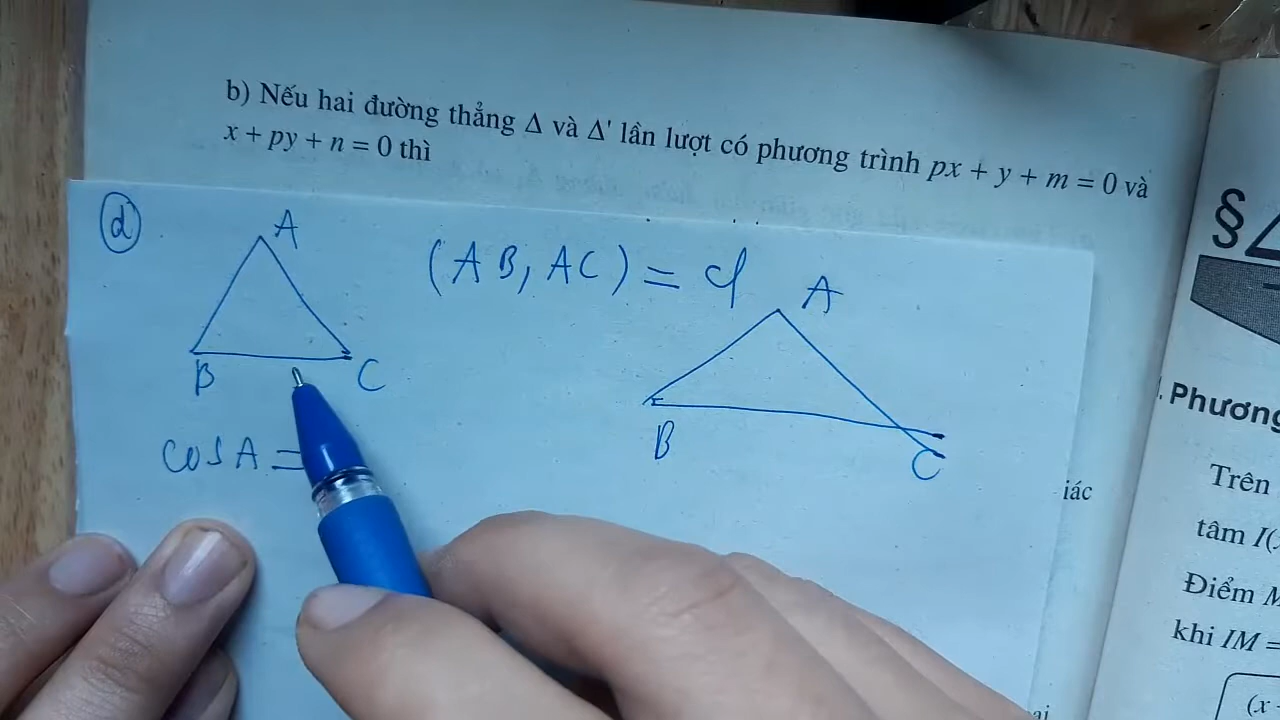 b) Nếu hai đường thẳng Δ và Δ' lần lượt có phương trình px + y + m = 0 và
x + py + n = 0 thì
d
A
B
C
(AB, AC) =
A
B
C
cos A =
iác
§
Phương
Trên
tâm I(
Điểm M
khi IM =
(x